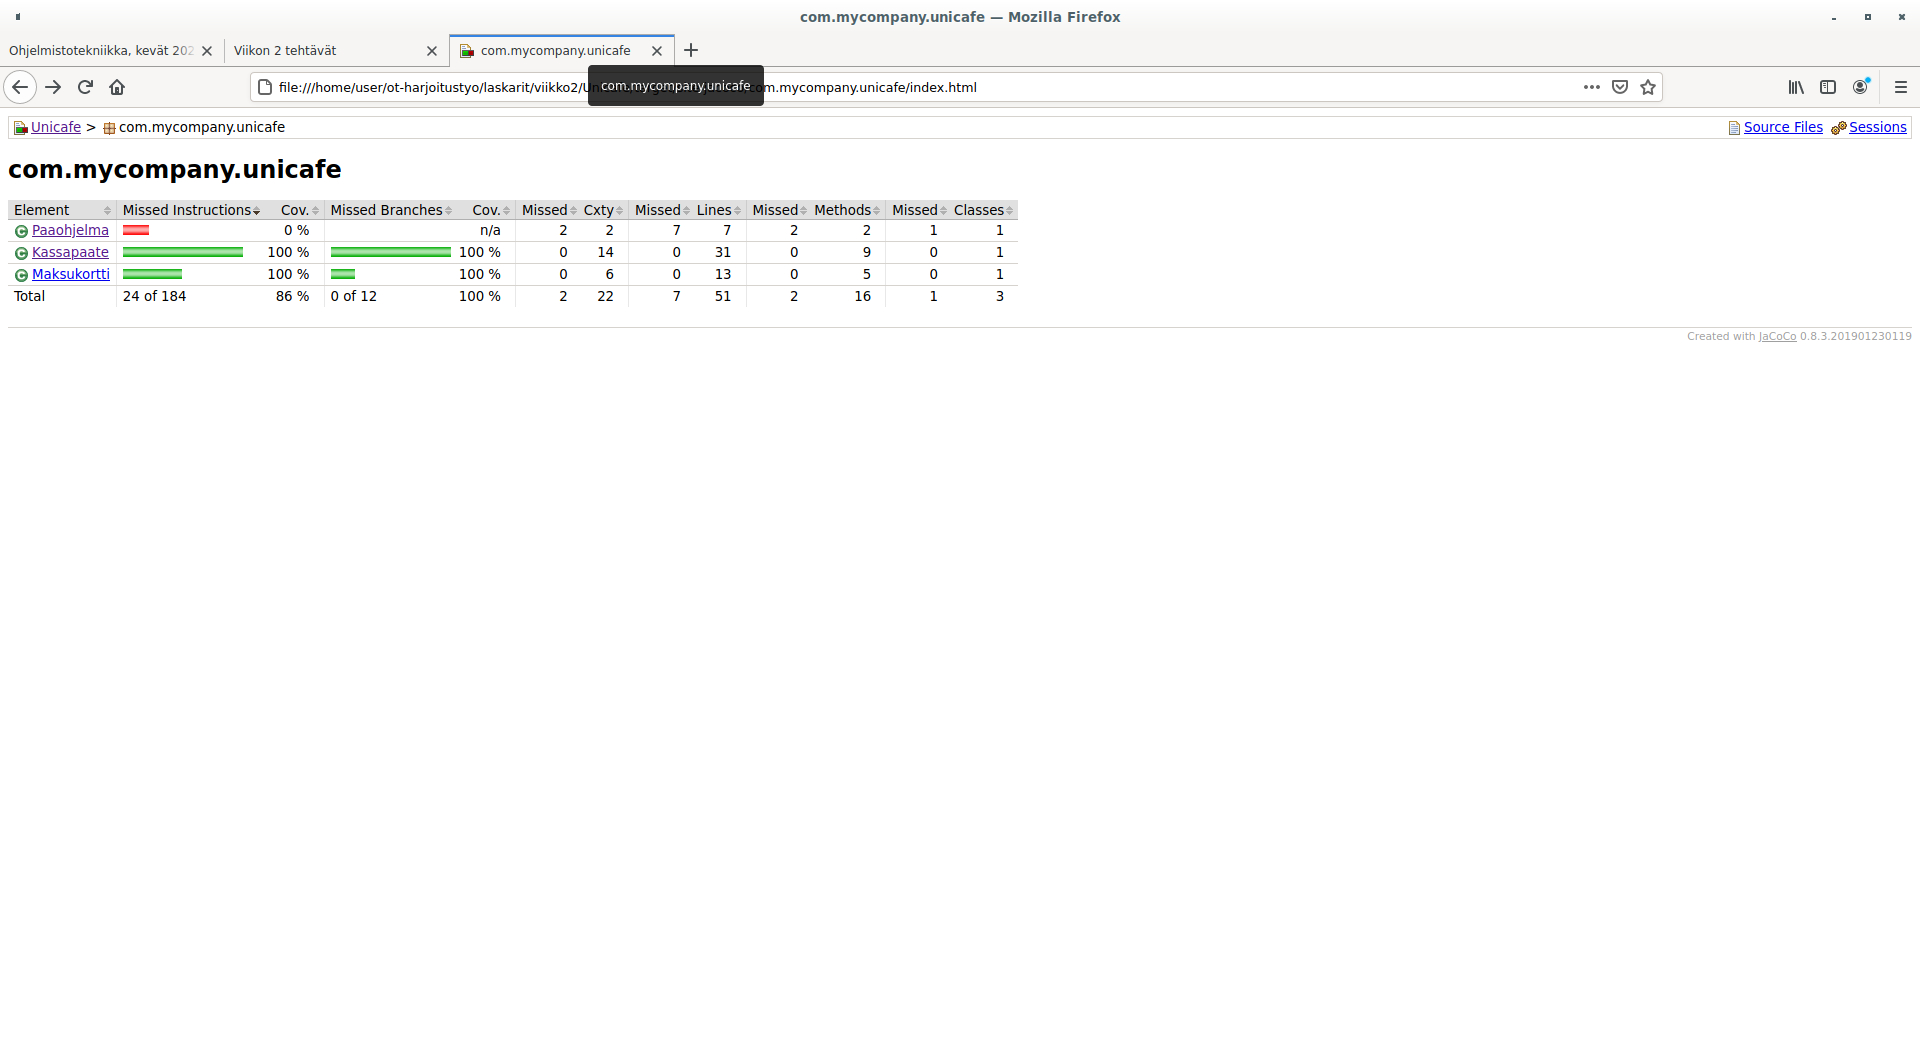 com.mycompany.unicafe — Mozilla Firefox
Ohjelmistotekniikka, kevät 202
Viikon 2 tehtävät
com.mycompany.unicafe
file:///home/user/ot-harjoitustyo/laskarit/viikko2/ com.mycompany.unicafe/index.html
com.mycompany.unicafe
Unicafe > com.mycompany.unicafe
Source Files Sessions
com.mycompany.unicafe
Element Missed Instructions Cov. Missed Branches Cov. Missed Cxty Missed Lines Missed Methods Missed Classes
Paaohjelma 0 % n/a 2 2 7 7 2 2 1 1
Kassapaate 100 % 100 % 0 14 0 31 0 9 0 1
Maksukortti 100 % 100 % 0 6 0 13 0 5 0 1
Total 24 of 184 86 % 0 of 12 100 % 2 22 7 51 2 16 1 3
Created with JaCoCo 0.8.3.201901230119